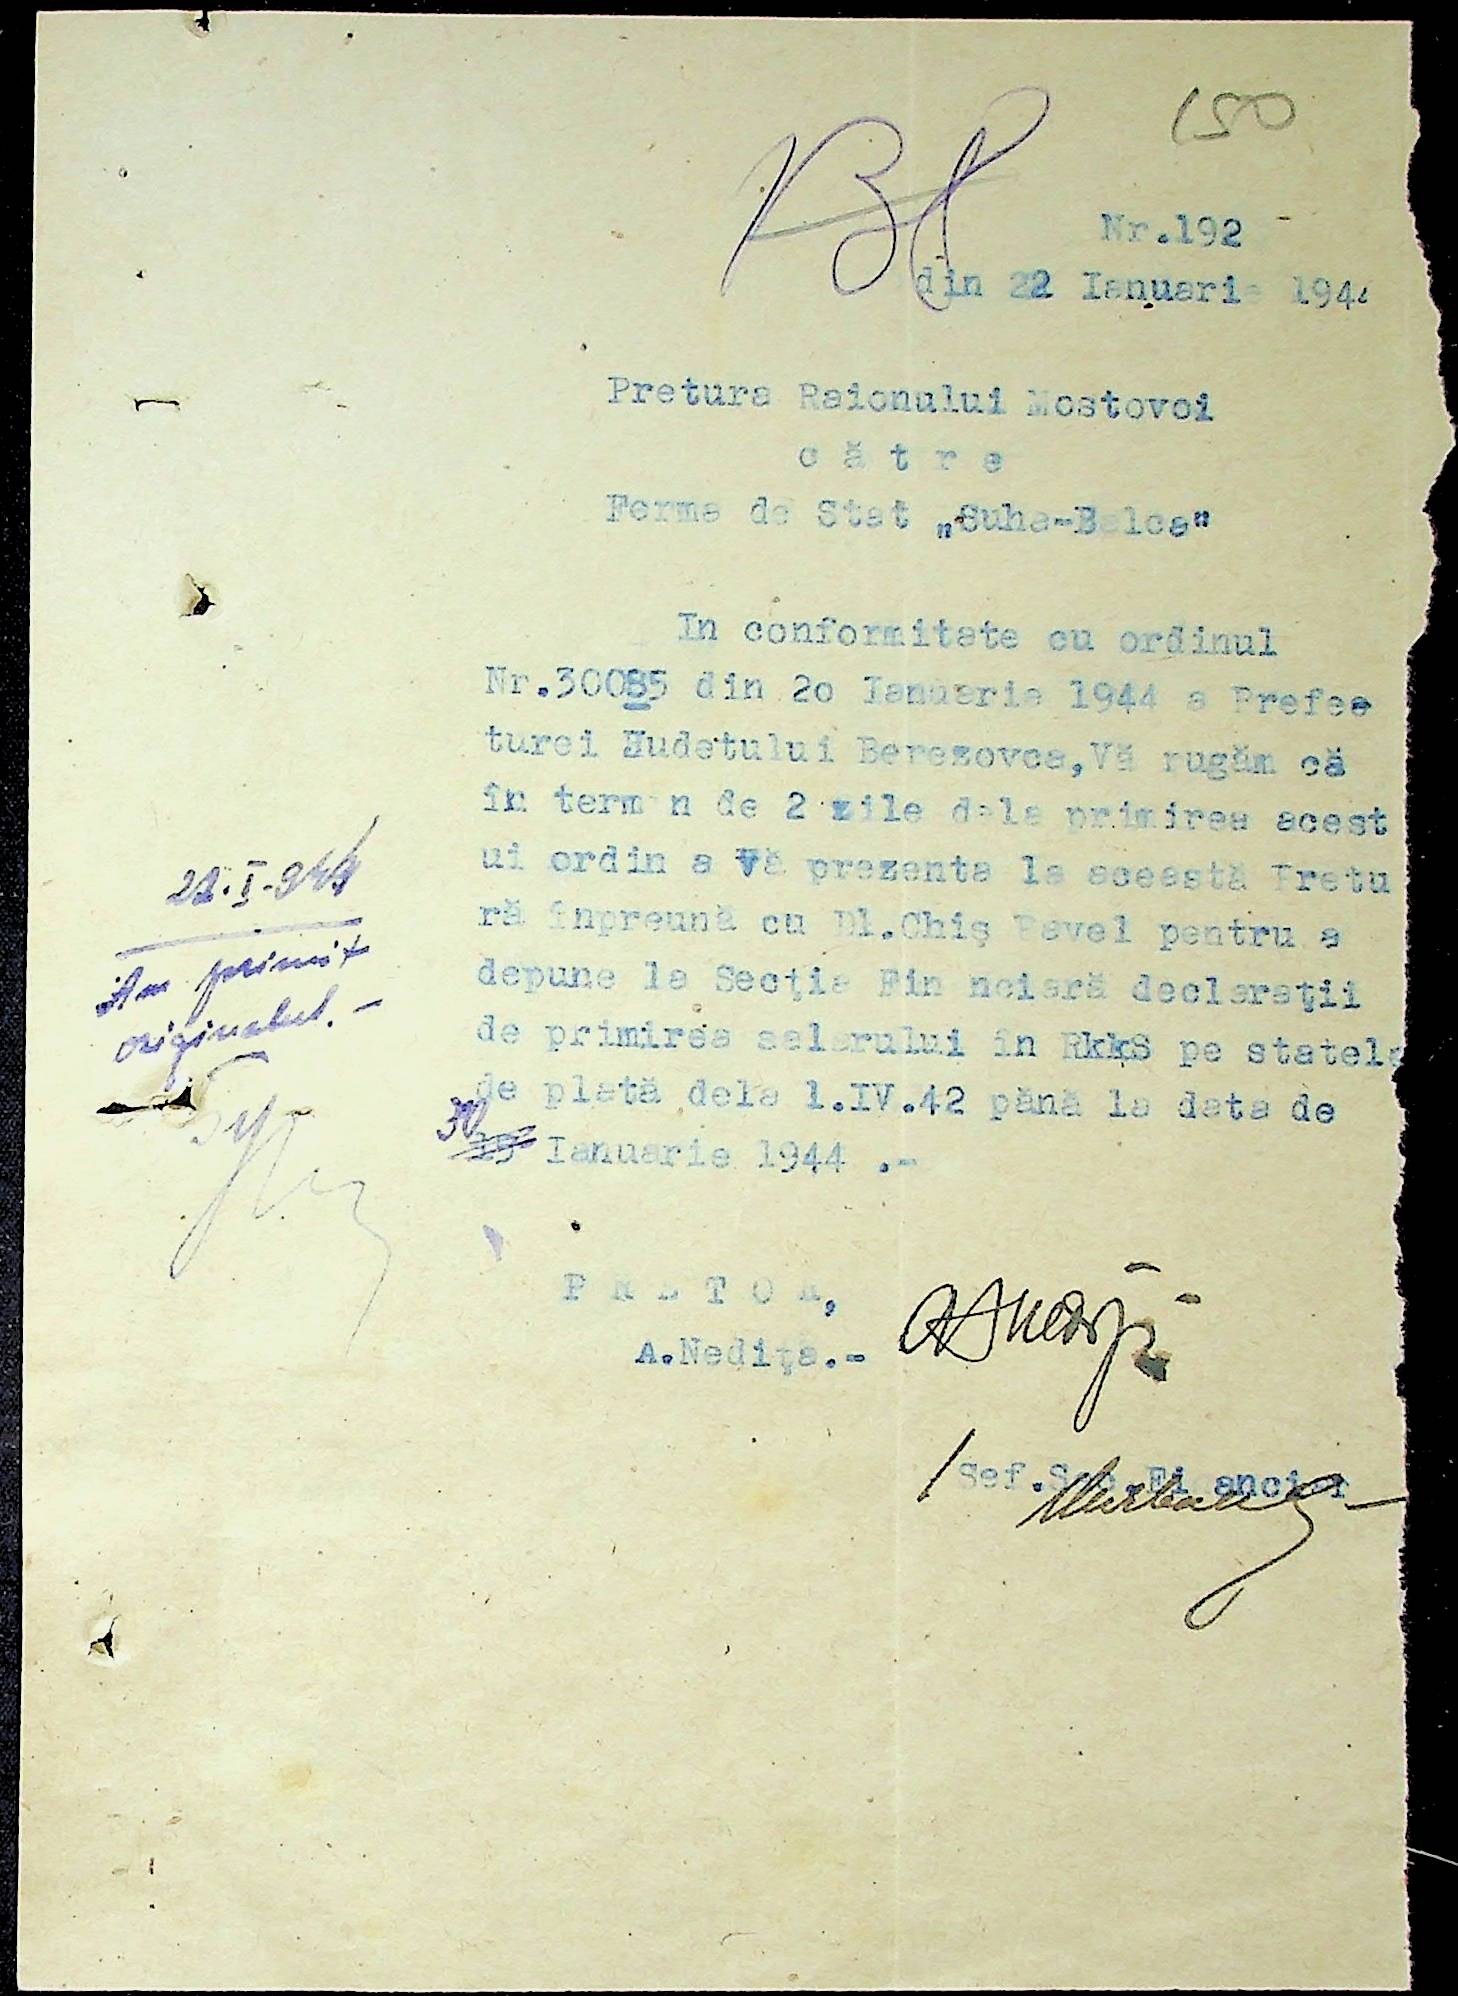 150
Nr.192
din 22 Ianuarie 1944
Pretura Raionului Mostovoi
c ă t r e
Ferma de Stat „Suha-Balca"
In conformitate cu ordinul
Nr.30085 din 20 Ianuarie 1944 a Prefec
turei Judetului Berezovca, Vă rugăm că
în termin de 2 zile dela primirea acest
ui ordin a vă prezenta la această Pretu
ră înpreună cu Dl.Chiş Pavel pentru a
depune la Secţia Financiară declaraţii
de primirea salarului în RkkS pe statele
de plată dela 1.IV.42 până la data de
30 Ianuarie 1944 .-
22.I-944
Am primit
originalul.-
P R E T O R,
A.Nediţa.-
Sef.Sec.Financiar